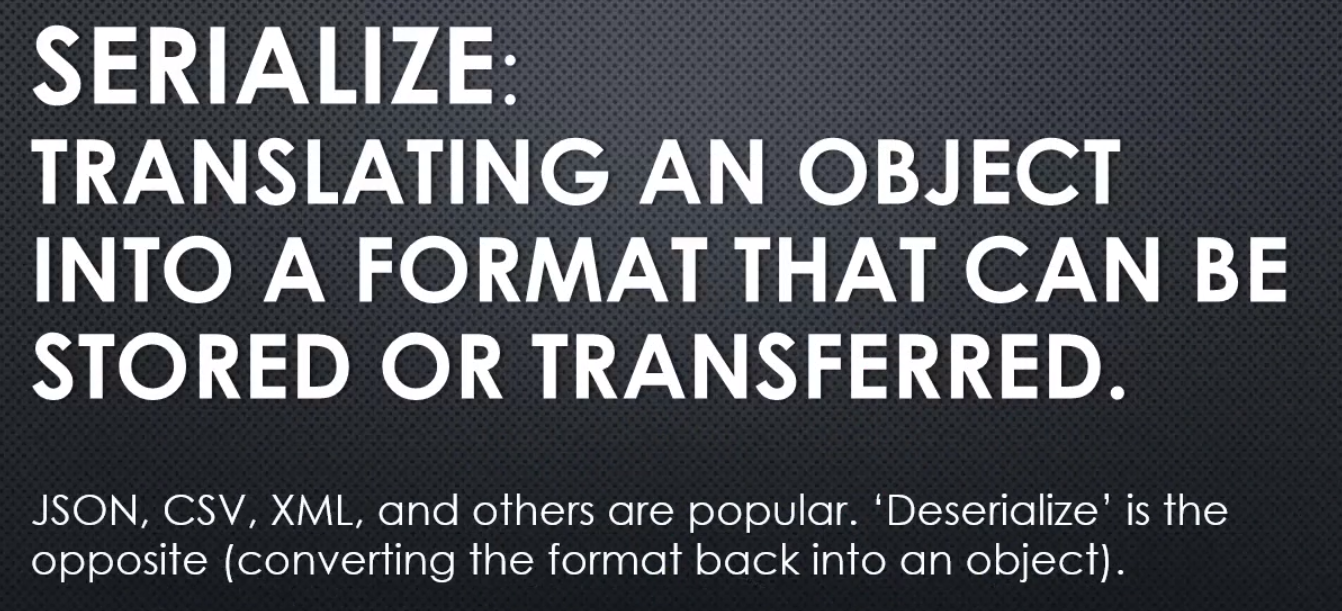 SERIALIZE:
TRANSLATING AN OBJECT
INTO A FORMAT THAT CAN BE
STORED OR TRANSFERRED.
JSON, CSV, XML, and others are popular. ‘Deserialize’ is the
opposite (converting the format back into an object).